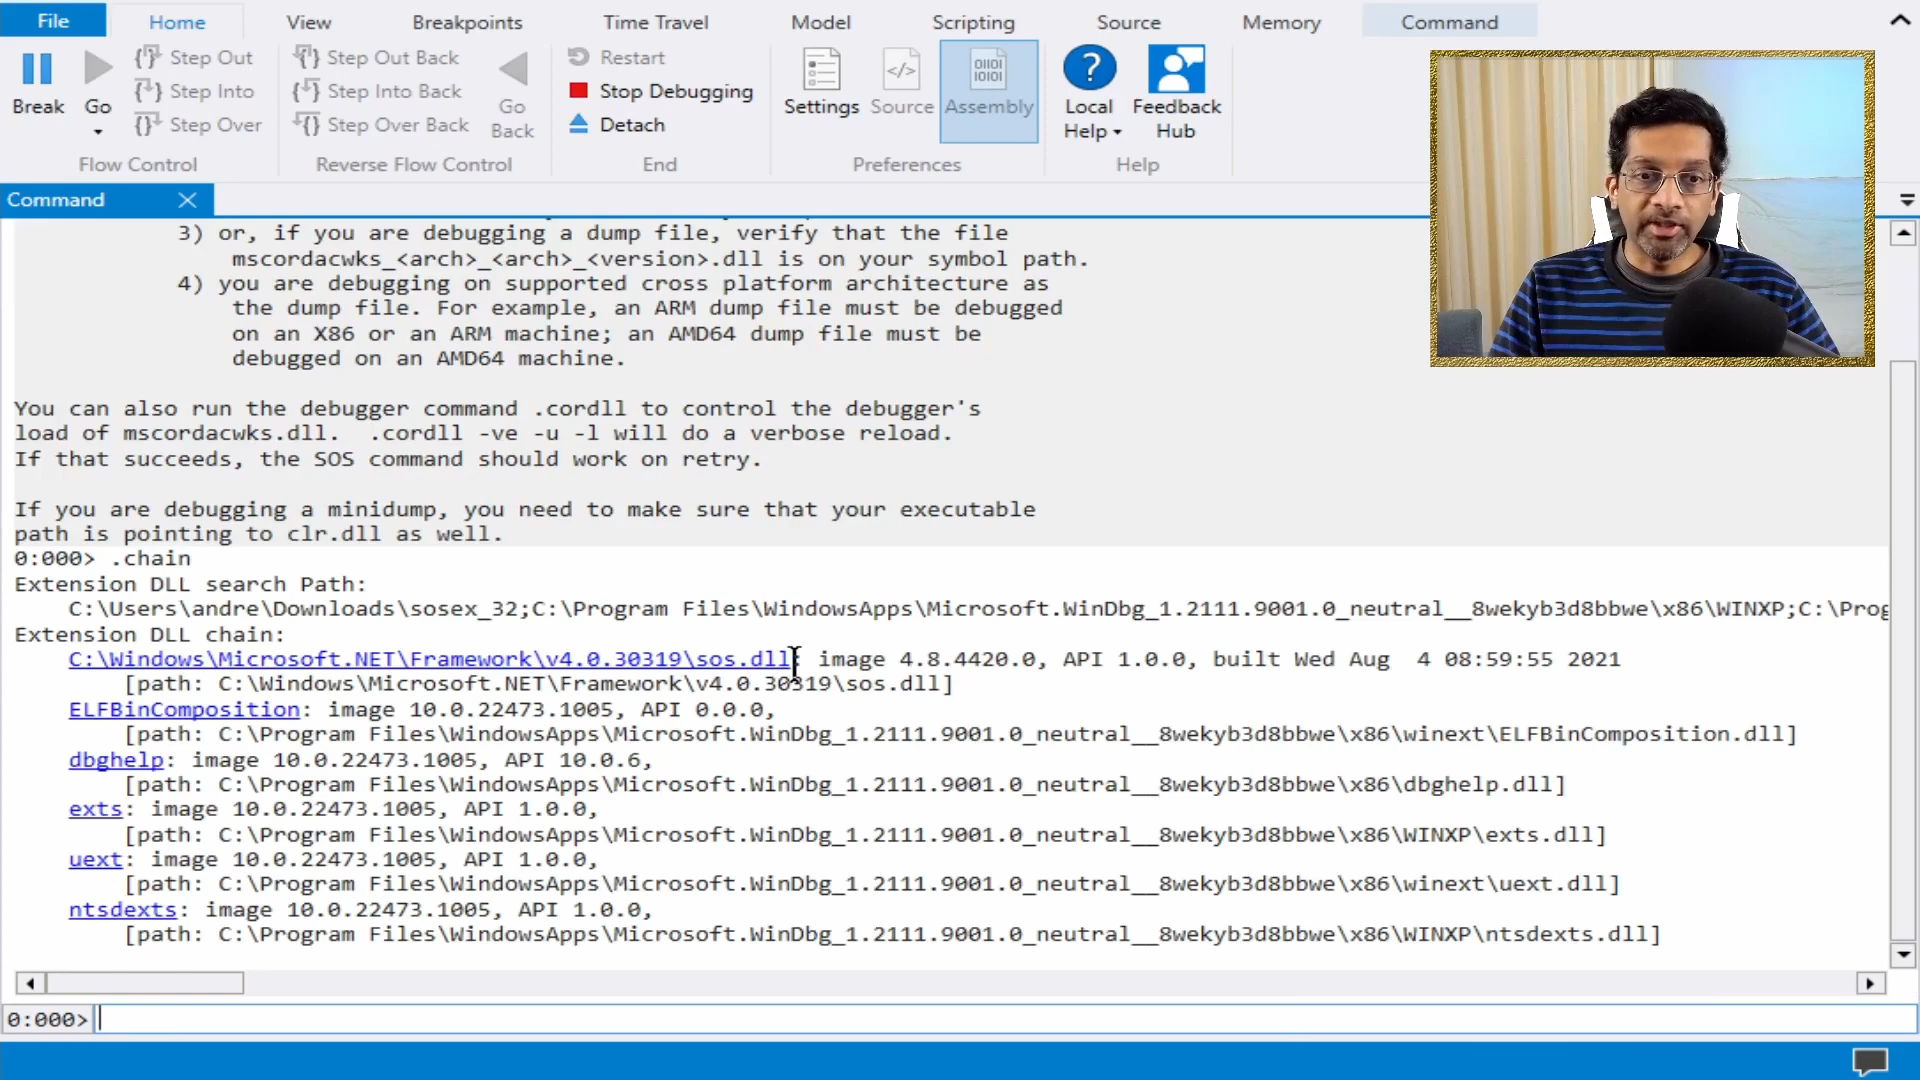 File
Home
View
Breakpoints
Time Travel
Model
Scripting
Source
Memory
Command
Break
Go
Step Out
Step Into
Step Over
Flow Control
Step Out Back
Step Into Back
Step Over Back
Go
Back
Reverse Flow Control
Restart
Stop Debugging
Detach
End
Settings
Source
Assembly
Preferences
Local
Help
Feedback
Hub
Help
Command
3) or, if you are debugging a dump file, verify that the file
mscordacwks_<arch>_<arch>_<version>.dll is on your symbol path.
4) you are debugging on supported cross platform architecture as
the dump file. For example, an ARM dump file must be debugged
on an X86 or an ARM machine; an AMD64 dump file must be
debugged on an AMD64 machine.
You can also run the debugger command .cordll to control the debugger's
load of mscordacwks.dll.  .cordll -ve -u -l will do a verbose reload.
If that succeeds, the SOS command should work on retry.
If you are debugging a minidump, you need to make sure that your executable
path is pointing to clr.dll as well.
0:000> .chain
Extension DLL search Path:
C:\Users\andre\Downloads\sosex_32;C:\Program Files\WindowsApps\Microsoft.WinDbg_1.2111.9001.0_neutral__8wekyb3d8bbwe\x86\WINXP;C:\Prog
Extension DLL chain:
C:\Windows\Microsoft.NET\Framework\v4.0.30319\sos.dll: image 4.8.4420.0, API 1.0.0, built Wed Aug  4 08:59:55 2021
[path: C:\Windows\Microsoft.NET\Framework\v4.0.30319\sos.dll]
ELFBinComposition: image 10.0.22473.1005, API 0.0.0,
[path: C:\Program Files\WindowsApps\Microsoft.WinDbg_1.2111.9001.0_neutral__8wekyb3d8bbwe\x86\winext\ELFBinComposition.dll]
dbghelp: image 10.0.22473.1005, API 10.0.6,
[path: C:\Program Files\WindowsApps\Microsoft.WinDbg_1.2111.9001.0_neutral__8wekyb3d8bbwe\x86\dbghelp.dll]
exts: image 10.0.22473.1005, API 1.0.0,
[path: C:\Program Files\WindowsApps\Microsoft.WinDbg_1.2111.9001.0_neutral__8wekyb3d8bbwe\x86\WINXP\exts.dll]
uext: image 10.0.22473.1005, API 1.0.0,
[path: C:\Program Files\WindowsApps\Microsoft.WinDbg_1.2111.9001.0_neutral__8wekyb3d8bbwe\x86\winext\uext.dll]
ntsdexts: image 10.0.22473.1005, API 1.0.0,
[path: C:\Program Files\WindowsApps\Microsoft.WinDbg_1.2111.9001.0_neutral__8wekyb3d8bbwe\x86\WINXP\ntsdexts.dll]
0:000>